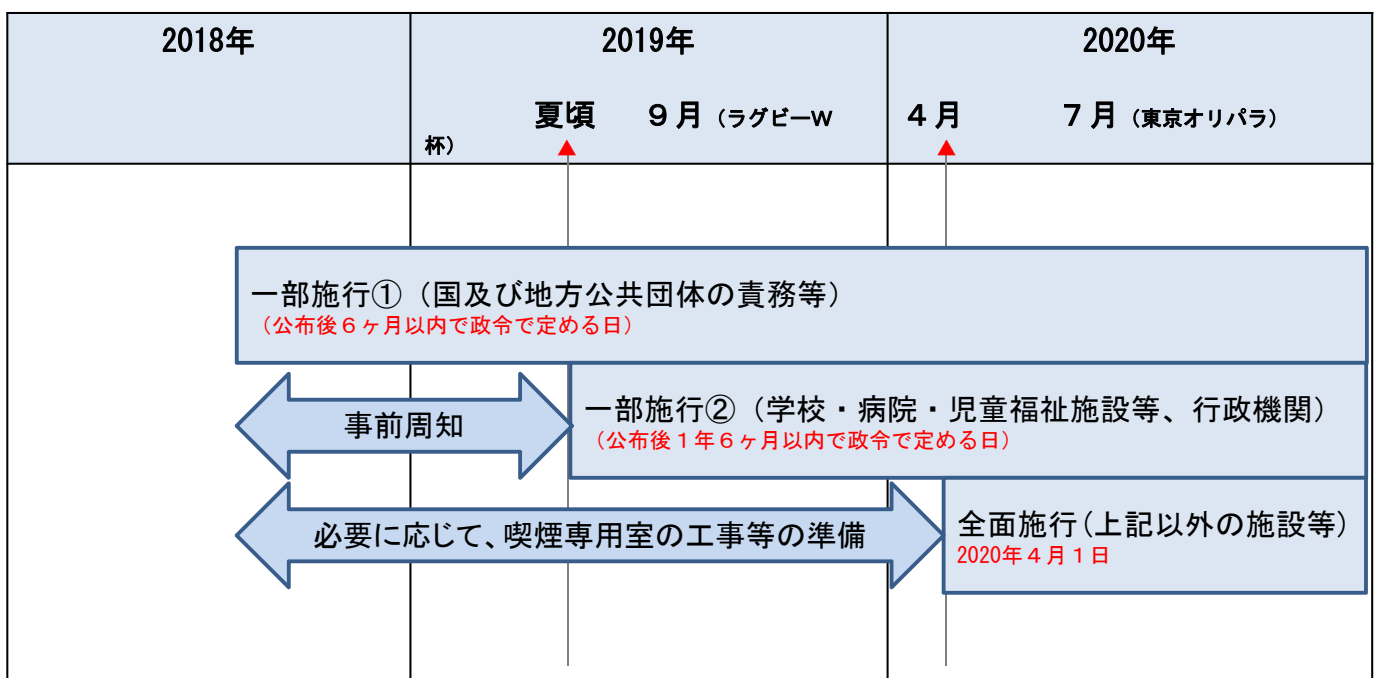 2018年
2019年
2020年
夏頃 ９月（ラグビーＷ
杯）
４月 ７月（東京オリパラ）
一部施行①（国及び地方公共団体の責務等）
（公布後６ヶ月以内で政令で定める日）
事前周知
一部施行②（学校・病院・児童福祉施設等、行政機関）
（公布後１年６ヶ月以内で政令で定める日）
必要に応じて、喫煙専用室の工事等の準備
全面施行（上記以外の施設等）
2020年４月１日